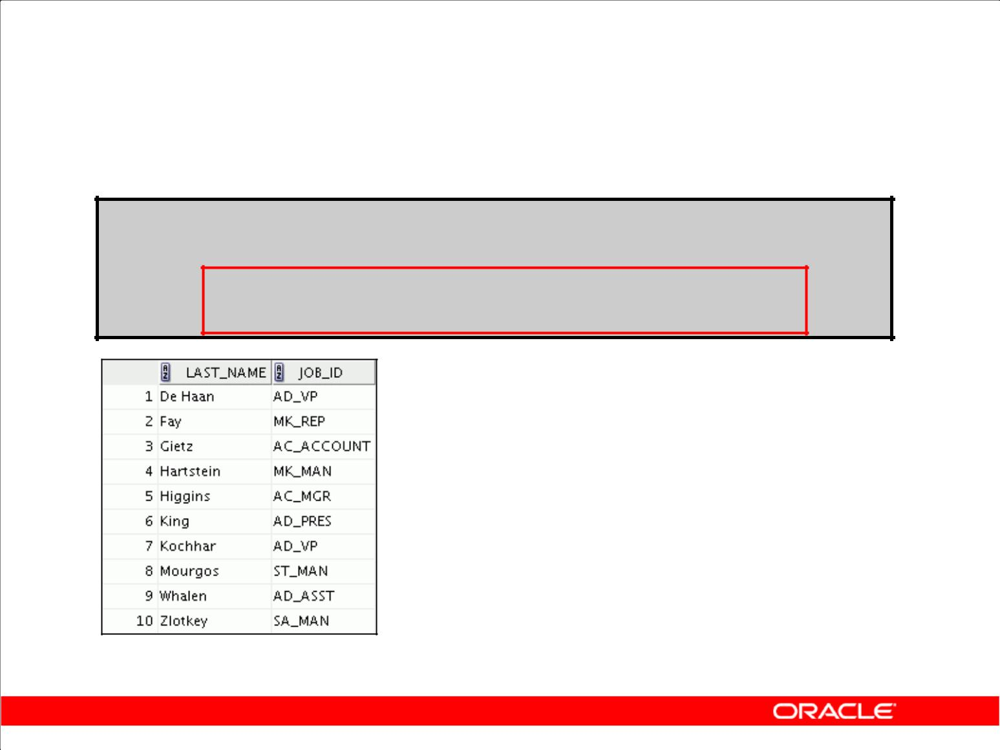 LAST_NAME JOB_ID
1 De Haan AD_VP
2 Fay MK_REP
3 Gietz AC_ACCOUNT
4 Hartstein MK_MAN
5 Higgins AC_MGR
6 King AD_PRES
7 Kochhar AD_VP
8 Mourgos ST_MAN
9 Whalen AD_ASST
10 Zlotkey SA_MAN
ORACLE